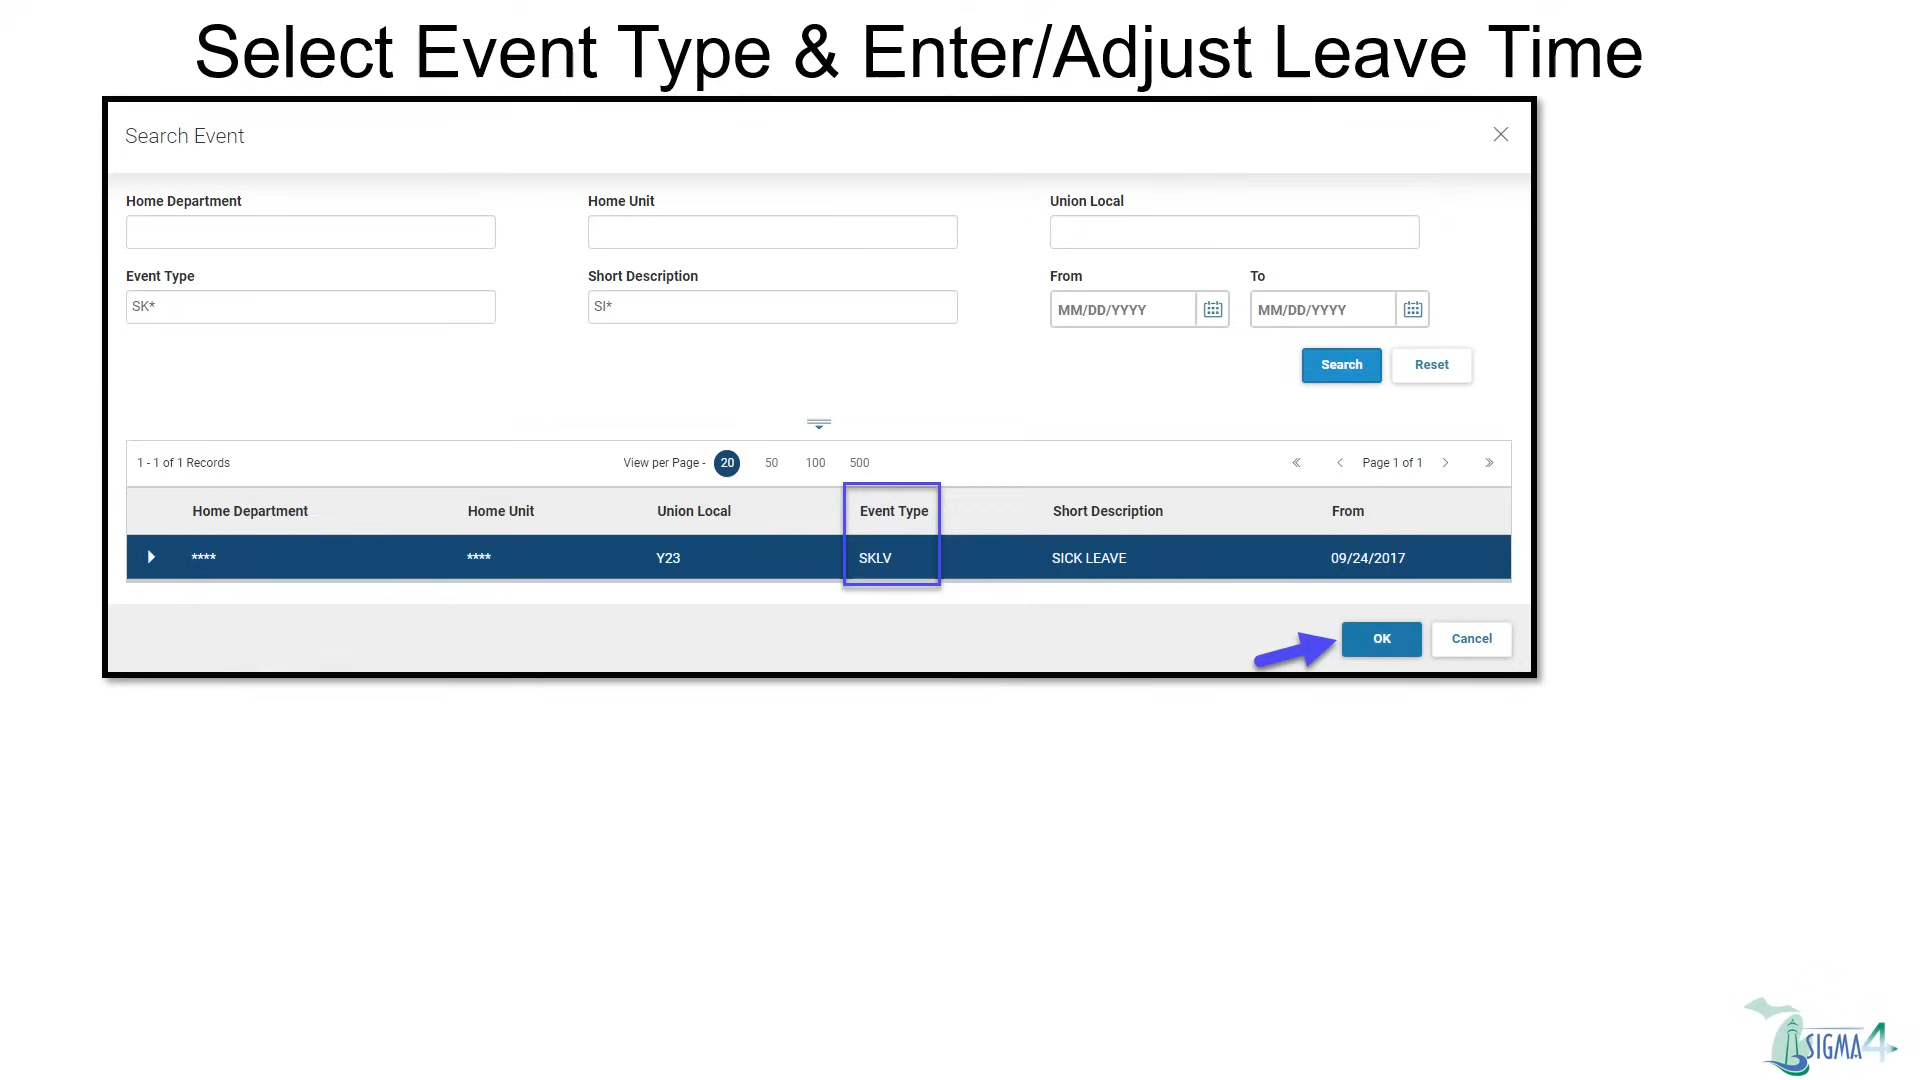 Select Event Type & Enter/Adjust Leave Time
Search Event
Home Department Home Unit Union Local
Event Type Short Description From To
SK* SI* MM/DD/YYYY MM/DD/YYYY
Search Reset
1 - 1 of 1 Records View per Page - 20 50 100 500 Page 1 of 1
Home Department Home Unit Union Local Event Type Short Description From
**** **** Y23 SKLV SICK LEAVE 09/24/2017
OK Cancel
SIGMA4